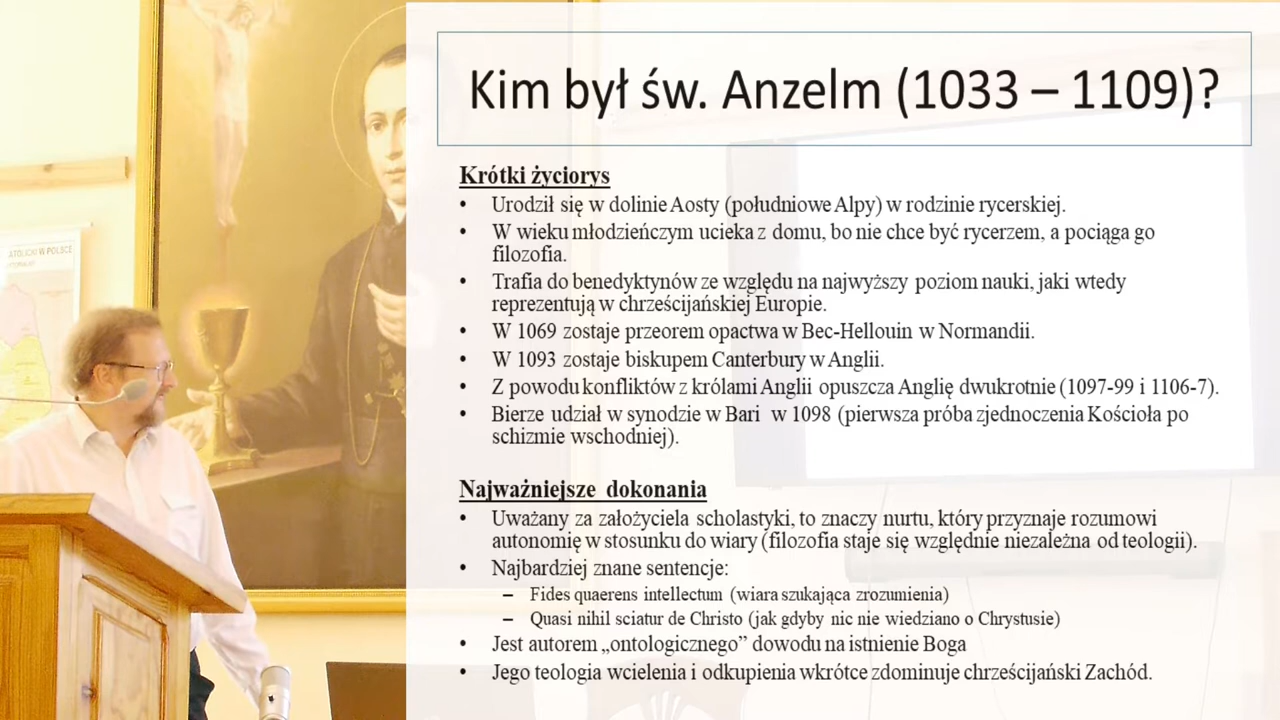 Kim był św. Anzelm (1033 – 1109)?
Krótki życiorys
• Urodził się w dolinie Aosty (południowe Alpy) w rodzinie rycerskiej.
• W wieku młodzieńczym ucieka z domu, bo nie chce być rycerzem, a pociąga go
filozofia.
• Trafia do benedyktynów ze względu na najwyższy poziom nauki, jaki wtedy
reprezentują w chrześcijańskiej Europie.
• W 1069 zostaje przeorem opactwa w Bec-Hellouin w Normandii.
• W 1093 zostaje biskupem Canterbury w Anglii.
• Z powodu konfliktów z królami Anglii opuszcza Anglię dwukrotnie (1097-99 i 1106-7).
• Bierze udział w synodzie w Bari w 1098 (pierwsza próba zjednoczenia Kościoła po
schizmie wschodniej).
Najważniejsze dokonania
• Uważany za założyciela scholastyki, to znaczy nurtu, który przyznaje rozumowi
autonomię w stosunku do wiary (filozofia staje się względnie niezależna od teologii).
• Najbardziej znane sentencje:
– Fides quaerens intellectum (wiara szukająca zrozumienia)
– Quasi nihil sciatur de Christo (jak gdyby nic nie wiedziano o Chrystusie)
• Jest autorem „ontologicznego” dowodu na istnienie Boga
• Jego teologia wcielenia i odkupienia wkrótce zdominuje chrześcijański Zachód.
ATOLICKI W POLSCE